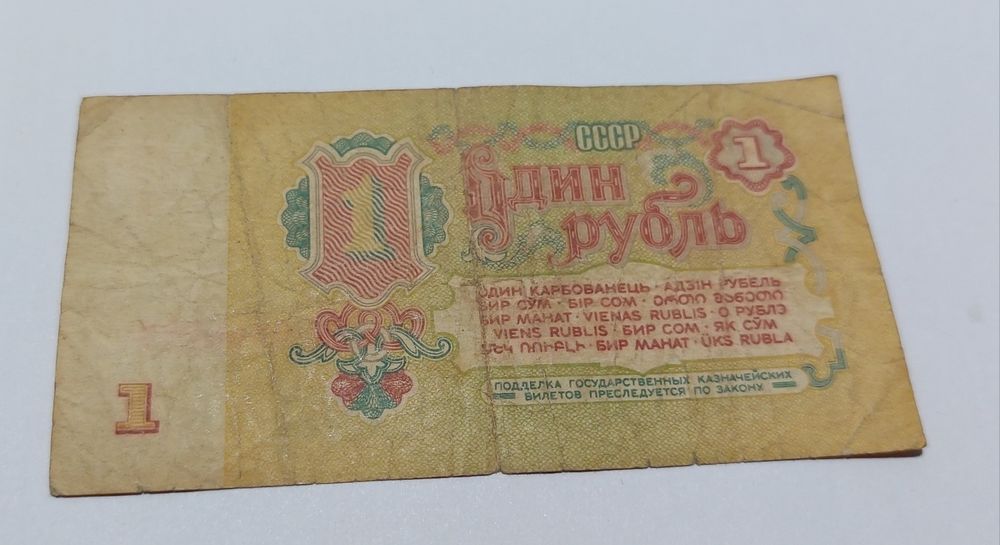 СССР
1
1
Один
рубль
ОДИН КАРБОВАНЕЦЬ · АДЗІН РУБЕЛЬ
БИР СЎМ · БІР СОМ · ᲔᲠᲗᲘ ᲛᲐᲜᲔᲗᲘ
БИР МАНАТ · VIENAS RUBLIS · О РУБЛЭ
VIENS RUBLIS · БИР СОМ · ЯК СЎМ
ՄԵԿ ՌՈՒԲԼԻ · БИР МАНАТ · ÜKS RUBLA
ПОДДЕЛКА ГОСУДАРСТВЕННЫХ КАЗНАЧЕЙСКИХ
БИЛЕТОВ ПРЕСЛЕДУЕТСЯ ПО ЗАКОНУ
1